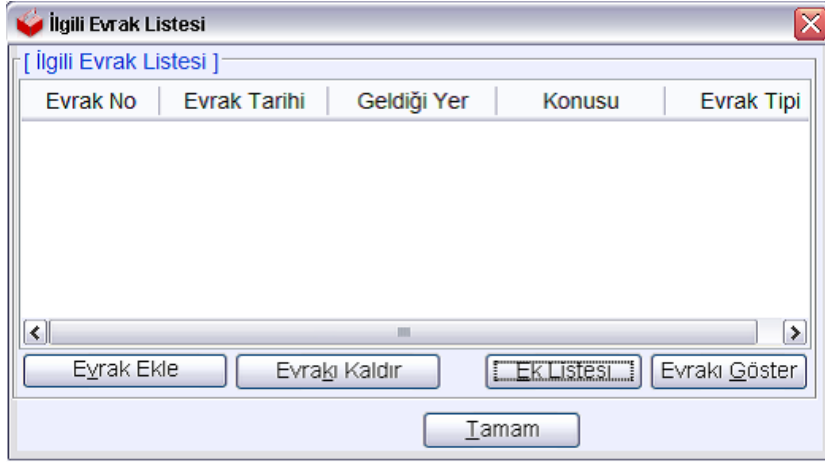 İlgili Evrak Listesi
[ İlgili Evrak Listesi ]
Evrak No Evrak Tarihi Geldiği Yer Konusu Evrak Tipi
Evrak Ekle Evrakı Kaldır Ek Listesi Evrakı Göster
Tamam